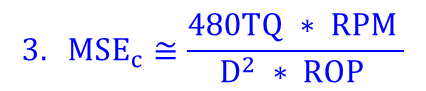 3. MSE_c ≅ (480TQ * RPM) / (D² * ROP)